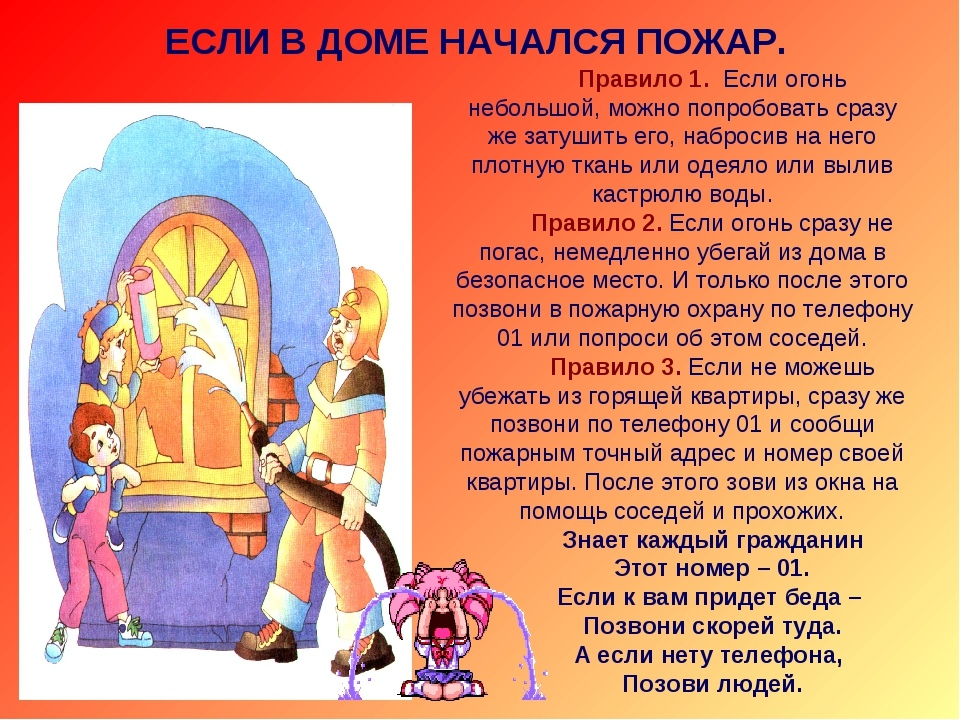 ЕСЛИ В ДОМЕ НАЧАЛСЯ ПОЖАР.
Правило 1. Если огонь
небольшой, можно попробовать сразу
же затушить его, набросив на него
плотную ткань или одеяло или вылив
кастрюлю воды.
Правило 2. Если огонь сразу не
погас, немедленно убегай из дома в
безопасное место. И только после этого
позвони в пожарную охрану по телефону
01 или попроси об этом соседей.
Правило 3. Если не можешь
убежать из горящей квартиры, сразу же
позвони по телефону 01 и сообщи
пожарным точный адрес и номер своей
квартиры. После этого зови из окна на
помощь соседей и прохожих.
Знает каждый гражданин
Этот номер – 01.
Если к вам придет беда –
Позвони скорей туда.
А если нету телефона,
Позови людей.